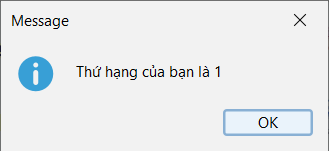 Message
Thứ hạng của bạn là 1
OK